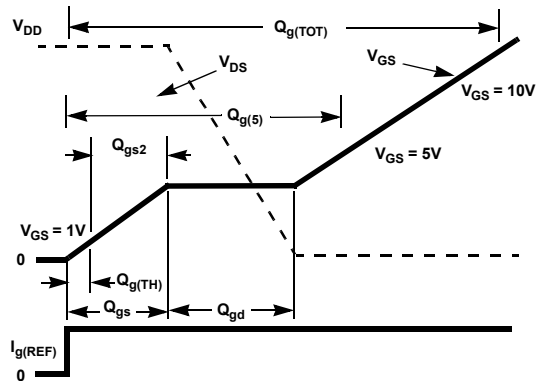 V_DD
Q_g(TOT)
V_DS
V_GS
V_GS = 10V
Q_g(5)
Q_gs2
V_GS = 5V
V_GS = 1V
0
Q_g(TH)
Q_gs
Q_gd
I_g(REF)
0